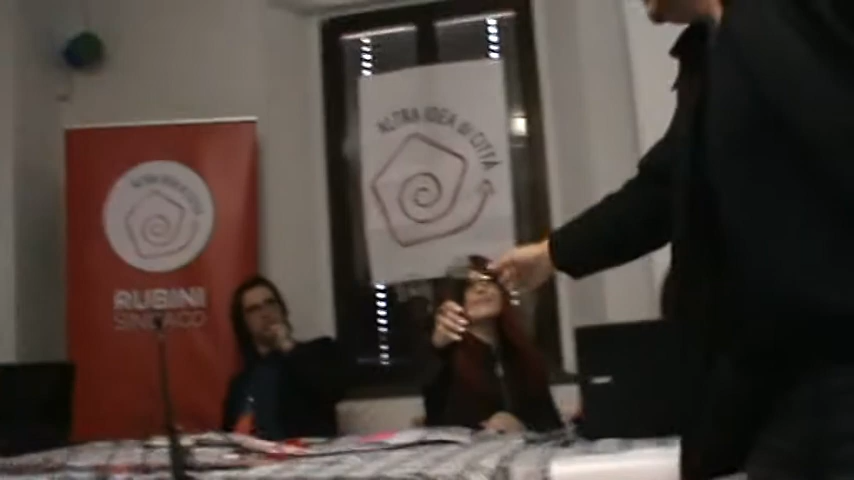 ALTRA IDEA di CITTÀ
RUBINI
SINDACO